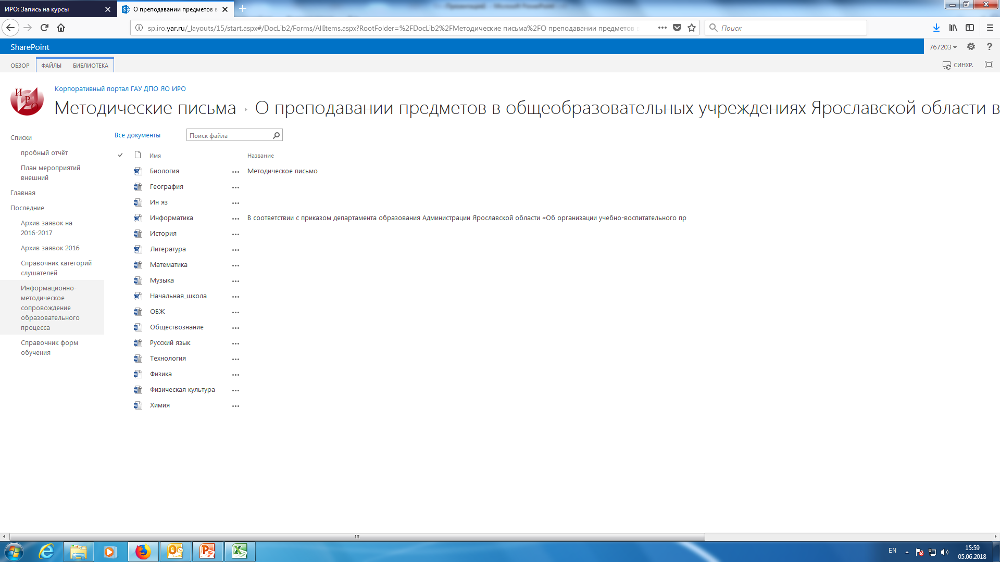 ИРО: Запись на курсы
О преподавании предметов в
sp.iro.yar.ru/_layouts/15/start.aspx#/DocLib2/Forms/AllItems.aspx?RootFolder=%2FDocLib2%2FМетодические письма%2FО преподавании предметов в
Поиск
SharePoint
767203
ОБЗОР
ФАЙЛЫ
БИБЛИОТЕКА
СИНХР.
Корпоративный портал ГАУ ДПО ЯО ИРО
И
Р
О
Методические письма ▸ О преподавании предметов в общеобразовательных учреждениях Ярославской области в
Списки
пробный отчёт
План мероприятий
внешний
Главная
Последние
Архив заявок на
2016-2017
Архив заявок 2016
Справочник категорий
слушателей
Информационно-
методическое
сопровождение
образовательного
процесса
Справочник форм
обучения
Все документы
Поиск файла
Имя Название
Биология ... Методическое письмо
География ...
Ин яз ...
Информатика ... В соответствии с приказом департамента образования Администрации Ярославской области «Об организации учебно-воспитательного пр
История ...
Литература ...
Математика ...
Музыка ...
Начальная_школа ...
ОБЖ ...
Обществознание ...
Русский язык ...
Технология ...
Физика ...
Физическая культура ...
Химия ...
EN
15:59
05.06.2018